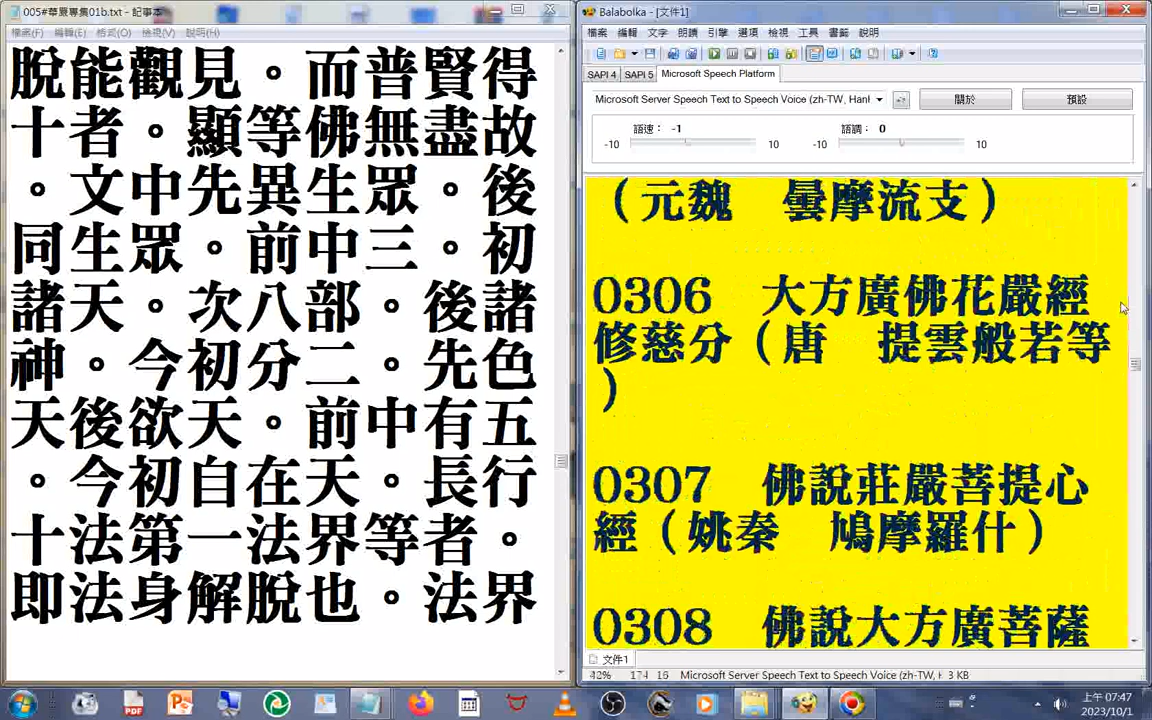 005#華嚴專集01b.txt - 記事本
檔案(F) 編輯(E) 格式(O) 檢視(V) 說明(H)
脫能觀見。而普賢得
十者。顯等佛無盡故
。文中先異生眾。後
同生眾。前中三。初
諸天。次八部。後諸
神。今初分二。先色
天後欲天。前中有五
。今初自在天。長行
十法第一法界等者。
即法身解脫也。法界
Balabolka - [文件1]
檔案 編輯 文字 朗讀 引擎 選項 檢視 工具 書籤 說明
SAPI 4 SAPI 5 Microsoft Speech Platform
Microsoft Server Speech Text to Speech Voice (zh-TW, Hanl
關於
預設
語速： -1
語調： 0
-10 10 -10 10
（元魏　曇摩流支）
0306　大方廣佛花嚴經
修慈分（唐　提雲般若等
）
0307　佛說莊嚴菩提心
經（姚秦　鳩摩羅什）
0308　佛說大方廣菩薩
文件1
42% 174 16 Microsoft Server Speech Text to Speech Voice (zh-TW, H 3 KB
上午 07:47
2023/10/1